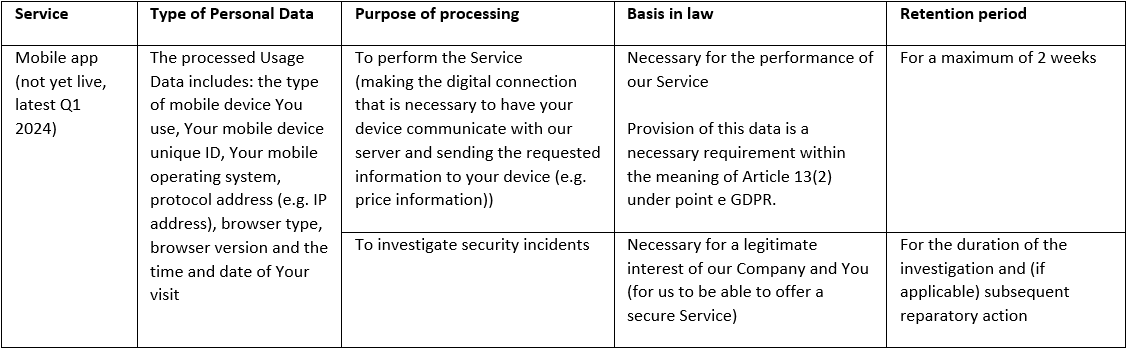 Service
Type of Personal Data
Purpose of processing
Basis in law
Retention period
Mobile app
(not yet live,
latest Q1
2024)
The processed Usage
Data includes: the type
of mobile device You
use, Your mobile device
unique ID, Your mobile
operating system,
protocol address (e.g. IP
address), browser type,
browser version and the
time and date of Your
visit
To perform the Service
(making the digital connection
that is necessary to have your
device communicate with our
server and sending the requested
information to your device (e.g.
price information))
Necessary for the performance of
our Service
Provision of this data is a
necessary requirement within
the meaning of Article 13(2)
under point e GDPR.
For a maximum of 2 weeks
To investigate security incidents
Necessary for a legitimate
interest of our Company and You
(for us to be able to offer a
secure Service)
For the duration of the
investigation and (if
applicable) subsequent
reparatory action